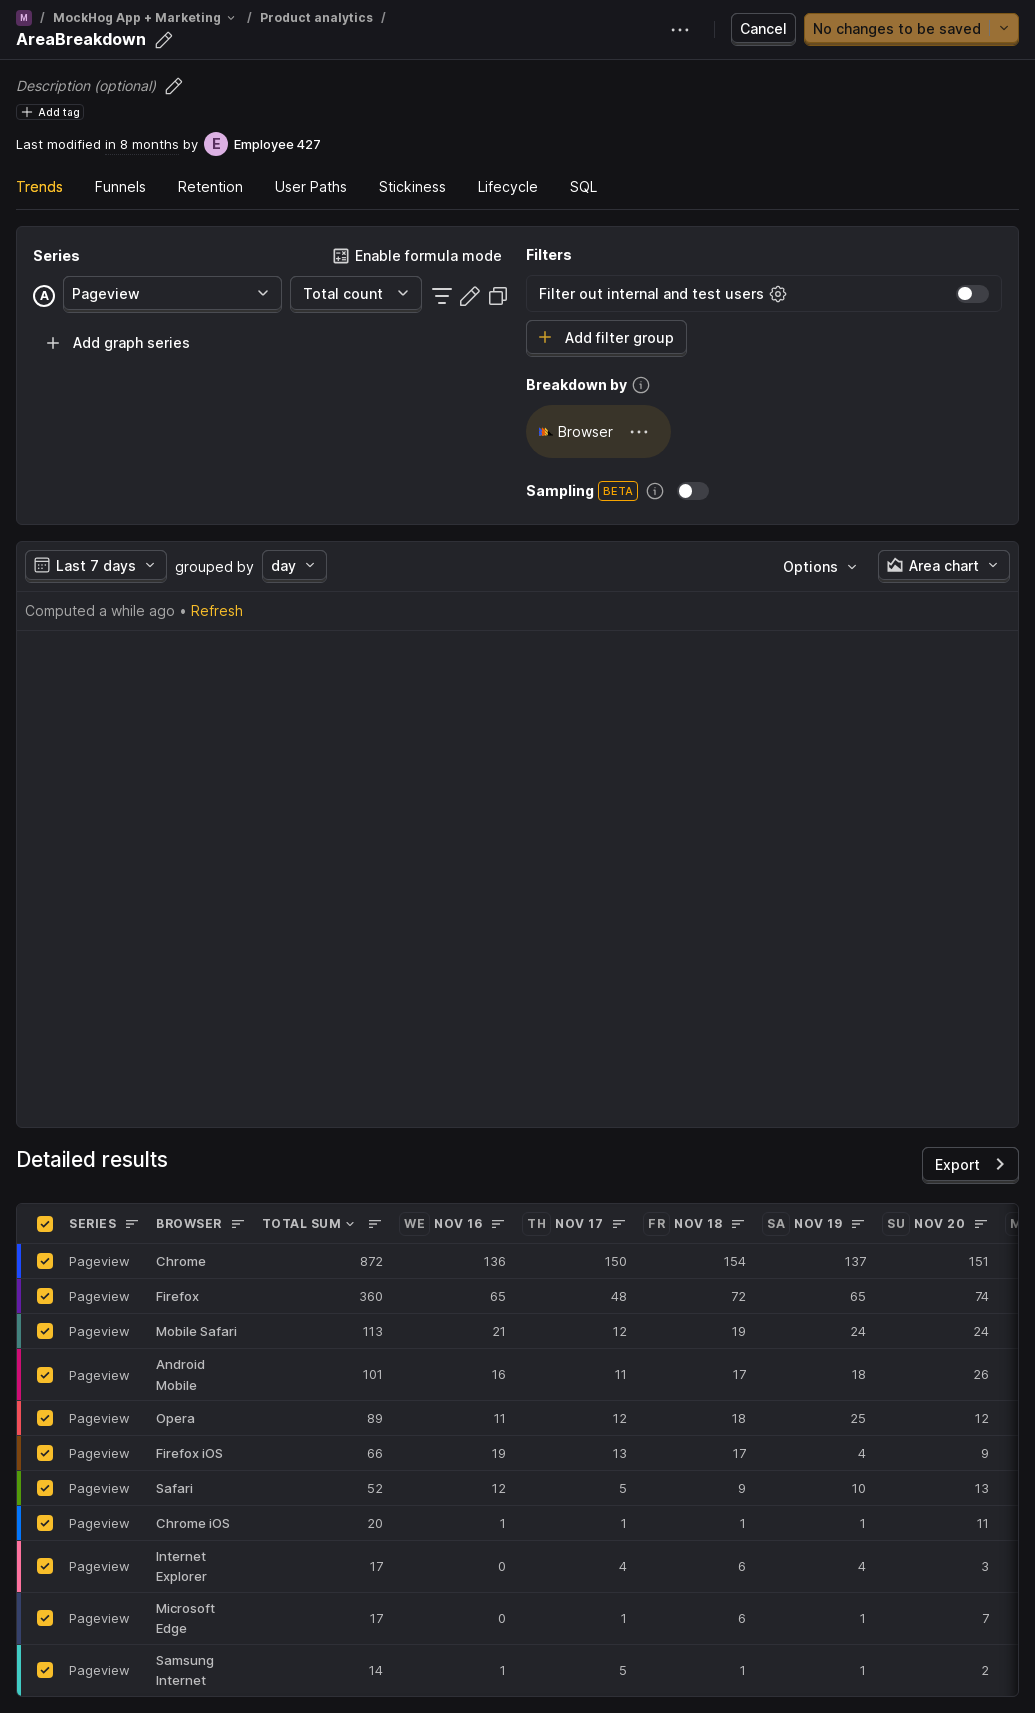 M / MockHog App + Marketing / Product analytics /
AreaBreakdown
Cancel
No changes to be saved
Description (optional)
Add tag
Last modified in 8 months by E Employee 427
Trends Funnels Retention User Paths Stickiness Lifecycle SQL
Series
Enable formula mode
A Pageview Total count
Add graph series
Filters
Filter out internal and test users
Add filter group
Breakdown by
Browser
Sampling BETA
Last 7 days grouped by day
Options Area chart
Computed a while ago • Refresh
Detailed results
Export
SERIES BROWSER TOTAL SUM WE NOV 16 TH NOV 17 FR NOV 18 SA NOV 19 SU NOV 20
Pageview Chrome 872 136 150 154 137 151
Pageview Firefox 360 65 48 72 65 74
Pageview Mobile Safari 113 21 12 19 24 24
Pageview Android Mobile 101 16 11 17 18 26
Pageview Opera 89 11 12 18 25 12
Pageview Firefox iOS 66 19 13 17 4 9
Pageview Safari 52 12 5 9 10 13
Pageview Chrome iOS 20 1 1 1 1 11
Pageview Internet Explorer 17 0 4 6 4 3
Pageview Microsoft Edge 17 0 1 6 1 7
Pageview Samsung Internet 14 1 5 1 1 2